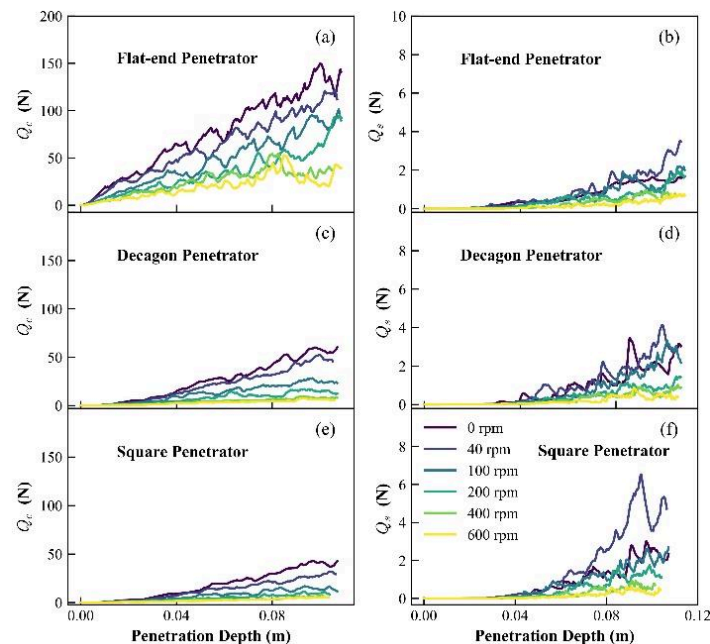 200
(a)
Flat-end Penetrator
150
100
50
0
Q_c (N)
10
(b)
Flat-end Penetrator
8
6
4
2
0
Q_s (N)
(c)
Decagon Penetrator
150
100
50
0
Q_c (N)
(d)
Decagon Penetrator
8
6
4
2
0
Q_s (N)
(e)
Square Penetrator
150
100
50
0
Q_c (N)
0.00
0.04
0.08
Penetration Depth (m)
(f)
Square Penetrator
0 rpm
40 rpm
100 rpm
200 rpm
400 rpm
600 rpm
8
6
4
2
0
Q_s (N)
0.00
0.04
0.08
0.12
Penetration Depth (m)